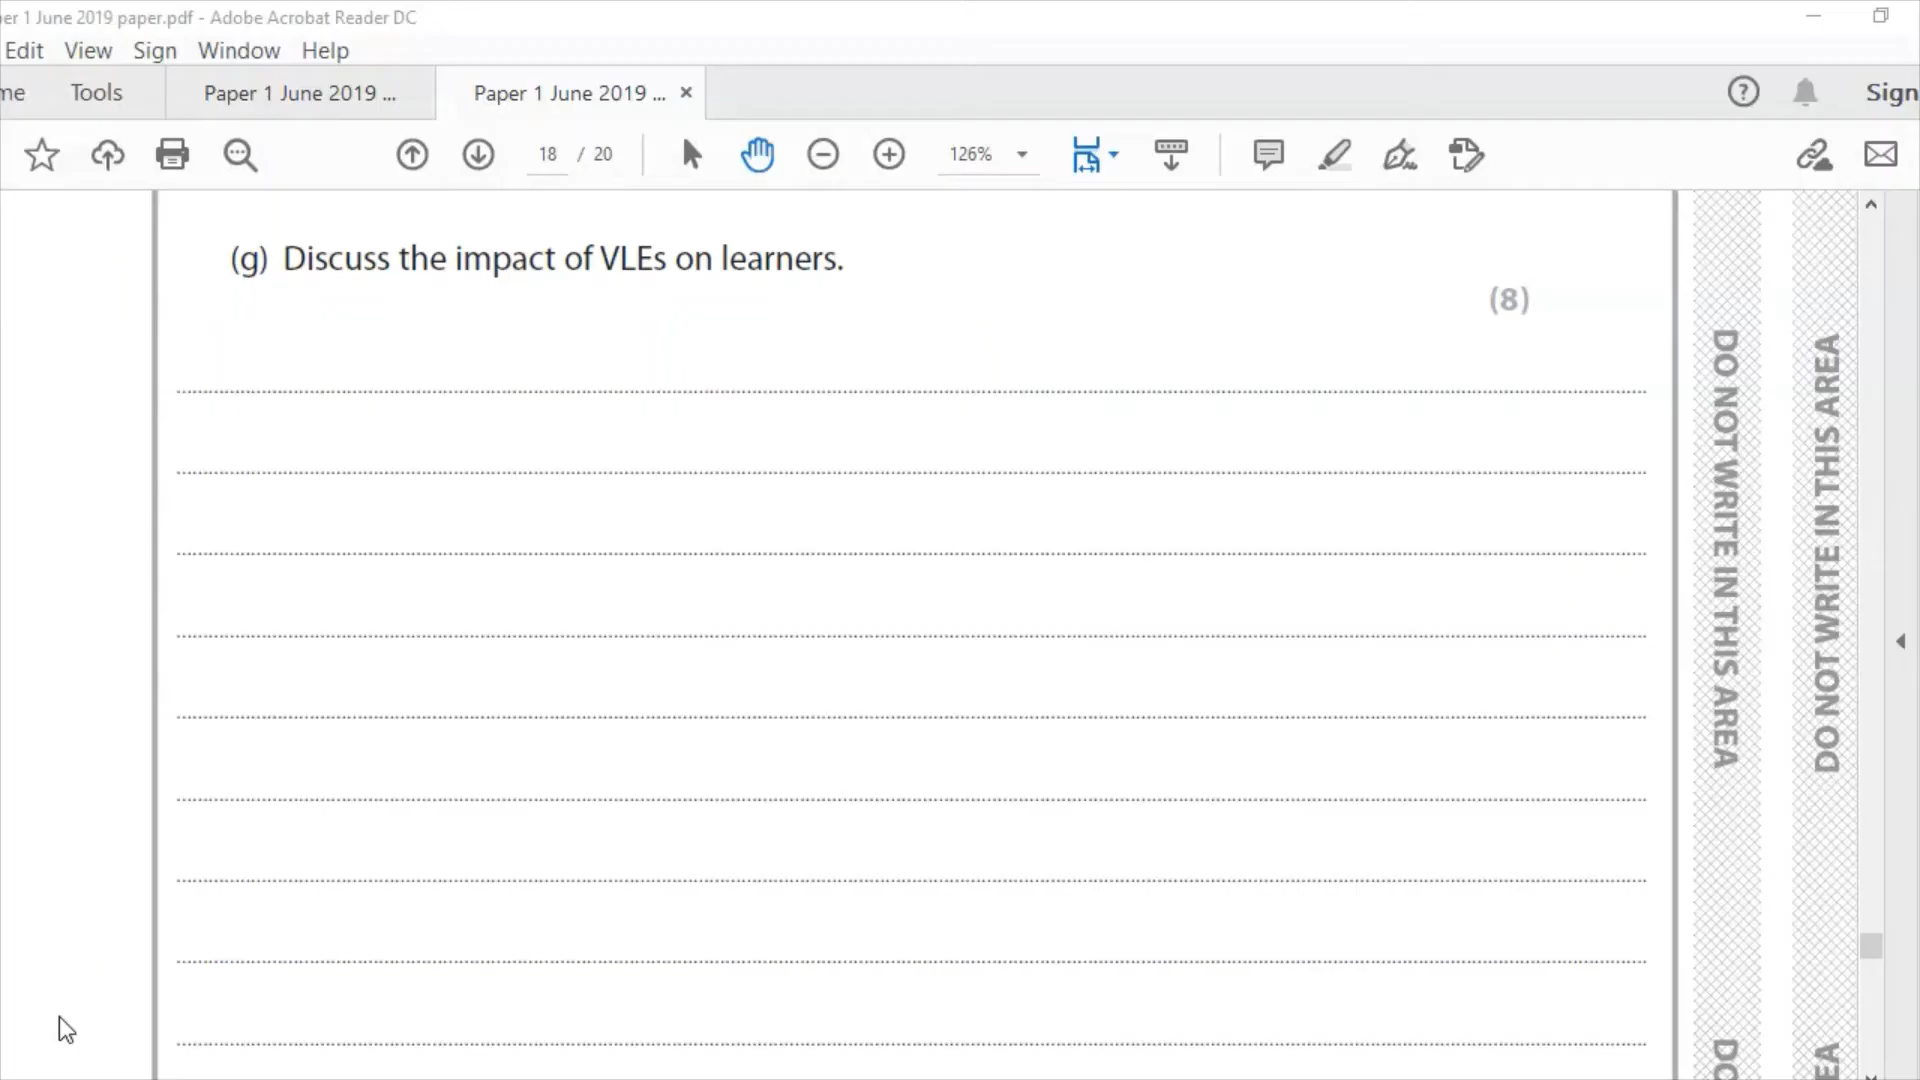 er 1 June 2019 paper.pdf - Adobe Acrobat Reader DC
Edit View Sign Window Help
me Tools Paper 1 June 2019 ... Paper 1 June 2019 ... × Sign
18 / 20 126%
(g) Discuss the impact of VLEs on learners.
(8)
DO NOT WRITE IN THIS AREA
DO NOT WRITE IN THIS AREA
DO
EA